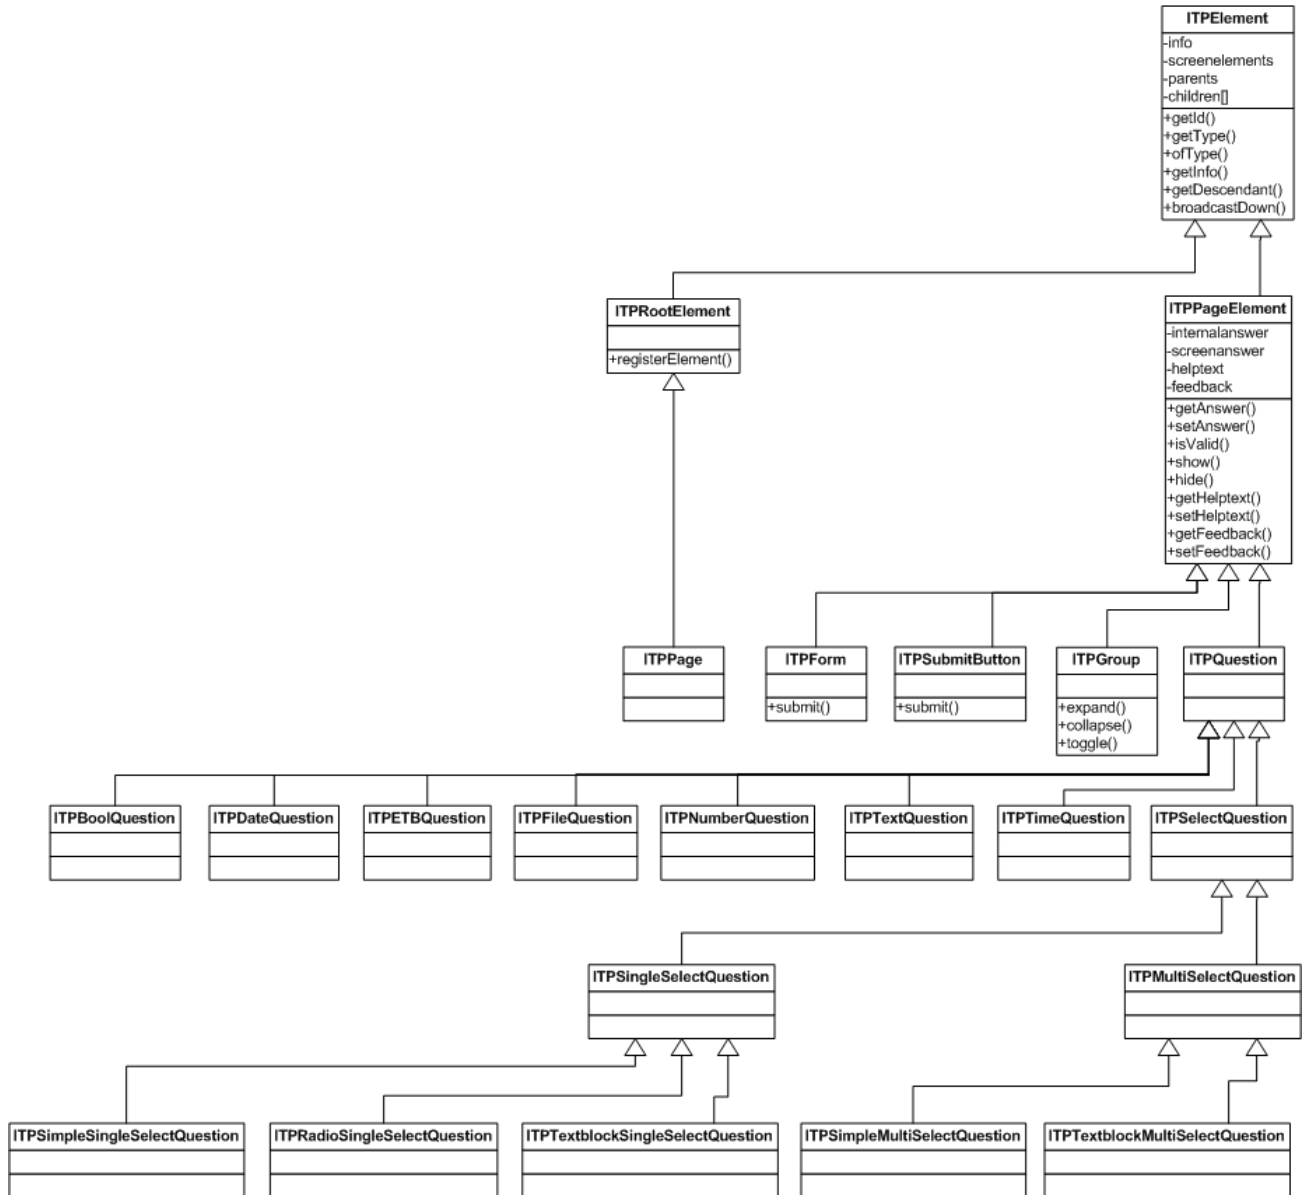 ITPElement
-info
-screenelements
-parents
-children[]
+getId()
+getType()
+ofType()
+getInfo()
+getDescendant()
+broadcastDown()
ITPRootElement
+registerElement()
ITPPageElement
-internalanswer
-screenanswer
-helptext
-feedback
+getAnswer()
+setAnswer()
+isValid()
+show()
+hide()
+getHelptext()
+setHelptext()
+getFeedback()
+setFeedback()
ITPPage
ITPForm
+submit()
ITPSubmitButton
+submit()
ITPGroup
+expand()
+collapse()
+toggle()
ITPQuestion
ITPBoolQuestion
ITPDateQuestion
ITPETBQuestion
ITPFileQuestion
ITPNumberQuestion
ITPTextQuestion
ITPTimeQuestion
ITPSelectQuestion
ITPSingleSelectQuestion
ITPMultiSelectQuestion
ITPSimpleSingleSelectQuestion
ITPRadioSingleSelectQuestion
ITPTextblockSingleSelectQuestion
ITPSimpleMultiSelectQuestion
ITPTextblockMultiSelectQuestion